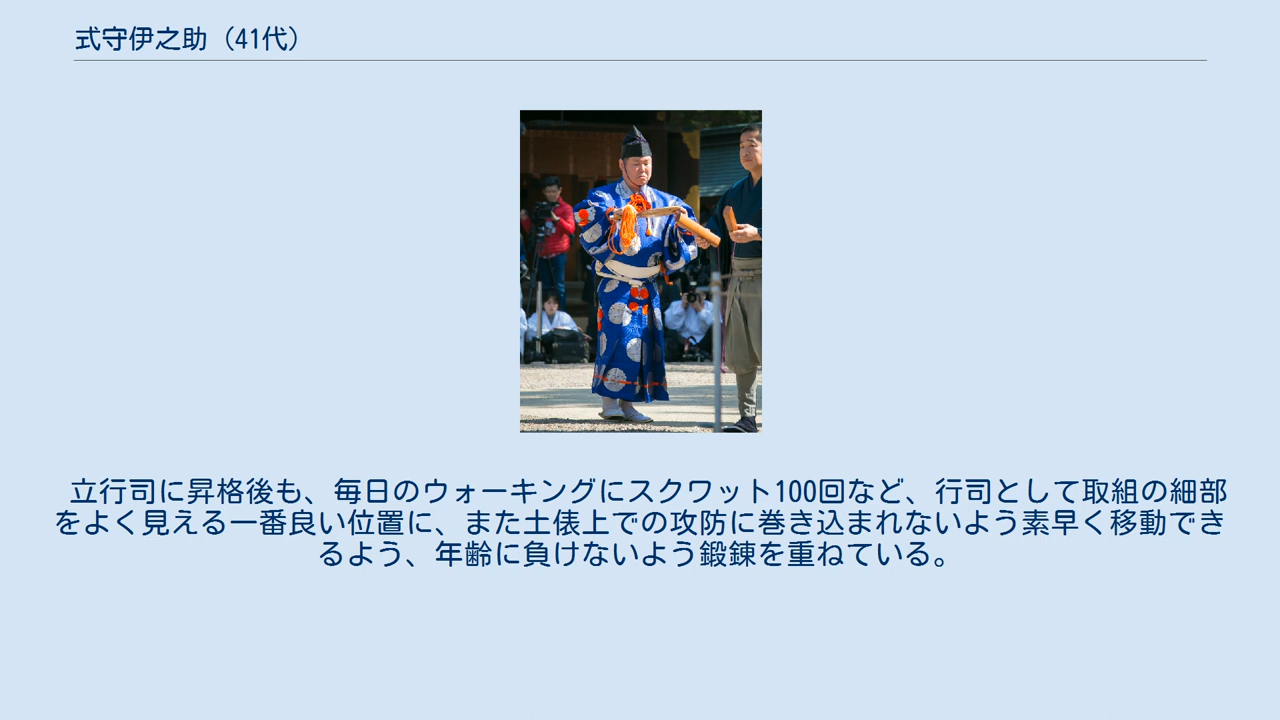 式守伊之助（41代）
立行司に昇格後も、毎日のウォーキングにスクワット100回など、行司として取組の細部
をよく見える一番良い位置に、また土俵上での攻防に巻き込まれないよう素早く移動でき
るよう、年齢に負けないよう鍛錬を重ねている。